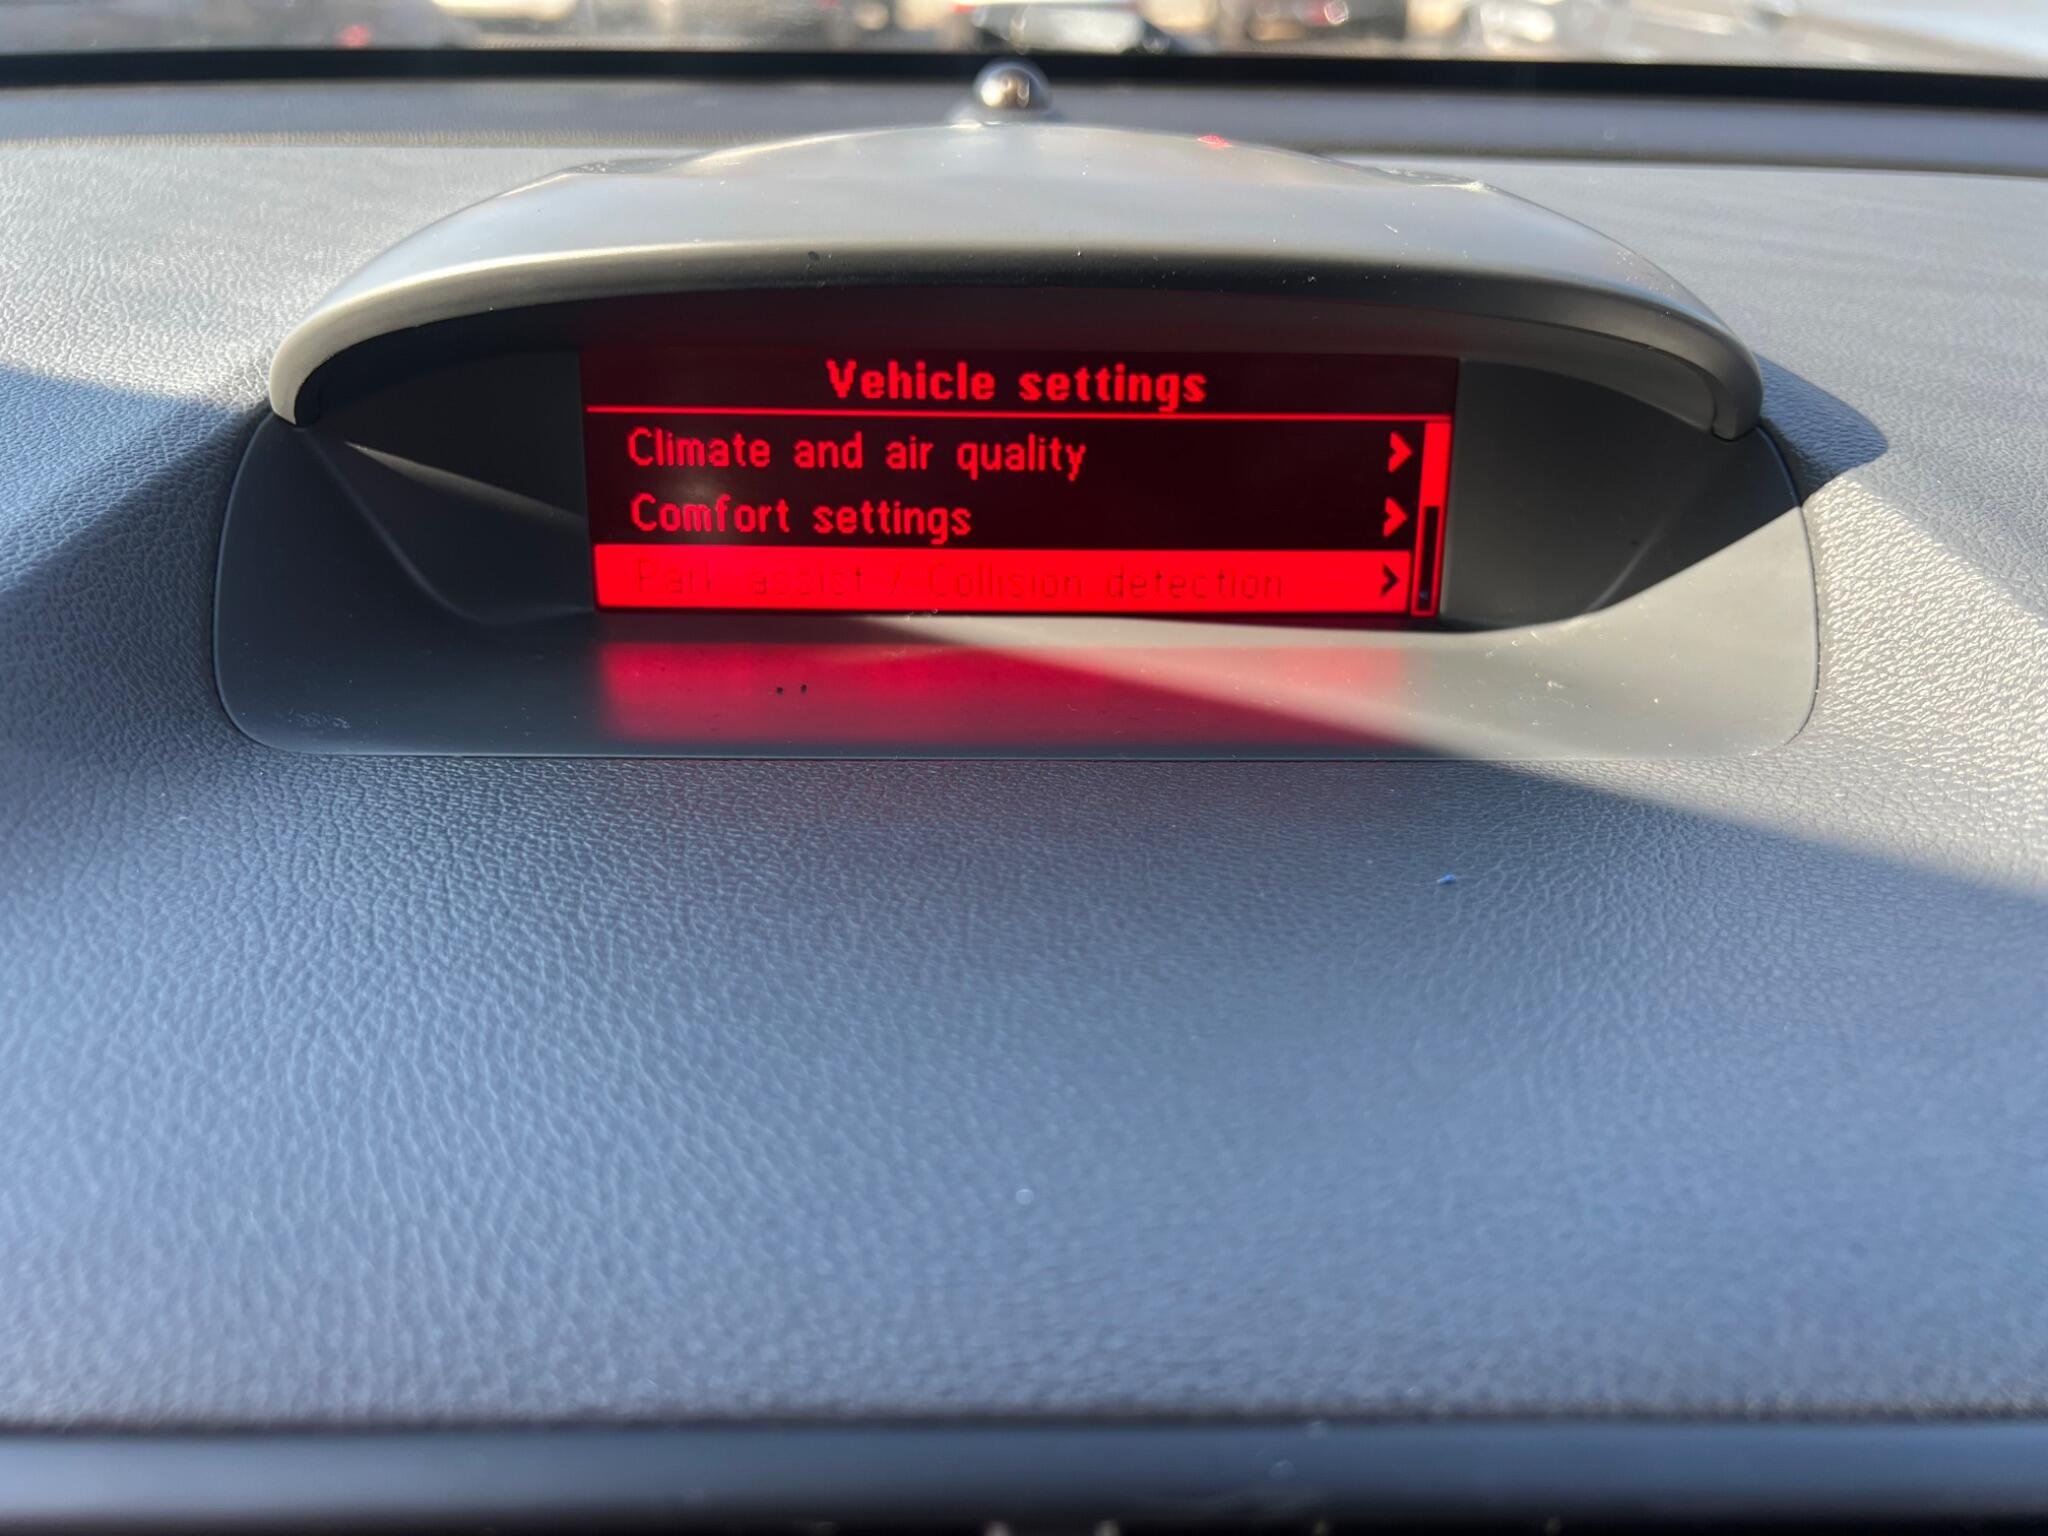 Vehicle settings
Climate and air quality
Comfort settings
Park assist / Collision detection